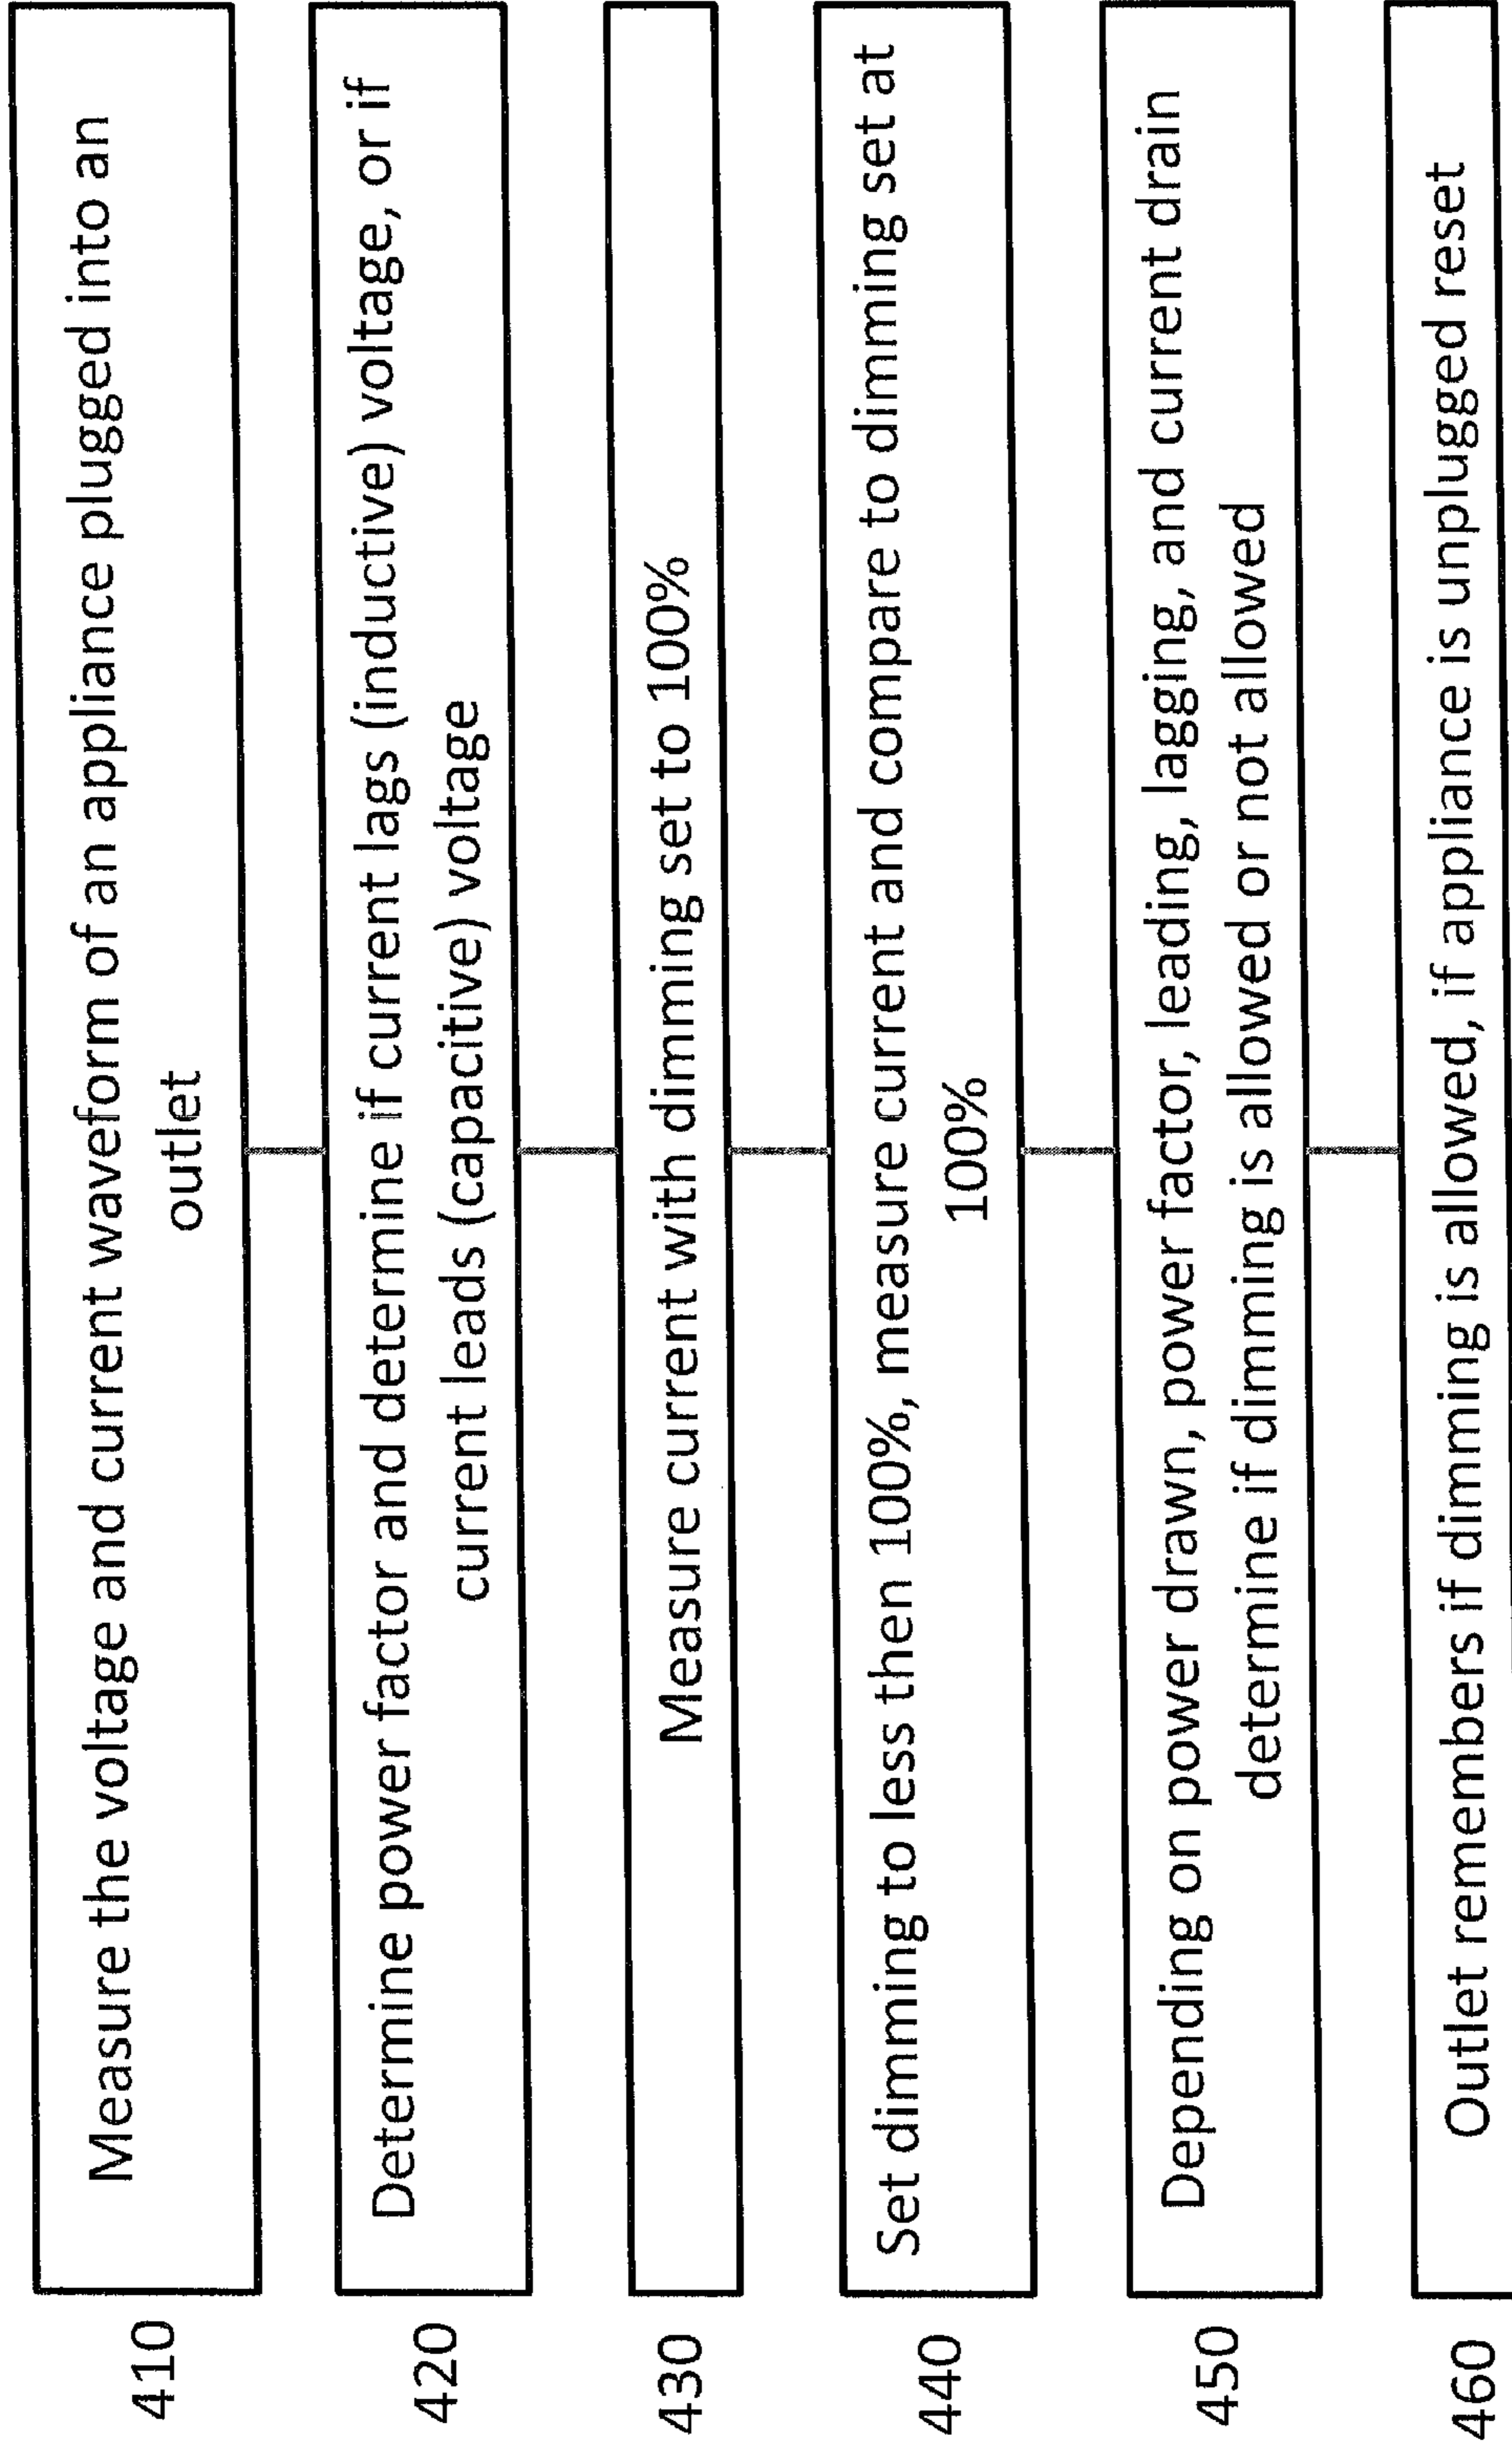 410
Measure the voltage and current waveform of an appliance plugged into an
outlet
420
Determine power factor and determine if current lags (inductive) voltage, or if
current leads (capacitive) voltage
430
Measure current with dimming set to 100%
440
Set dimming to less then 100%, measure current and compare to dimming set at
100%
450
Depending on power drawn, power factor, leading, lagging, and current drain
determine if dimming is allowed or not allowed
460
Outlet remembers if dimming is allowed, if appliance is unplugged reset